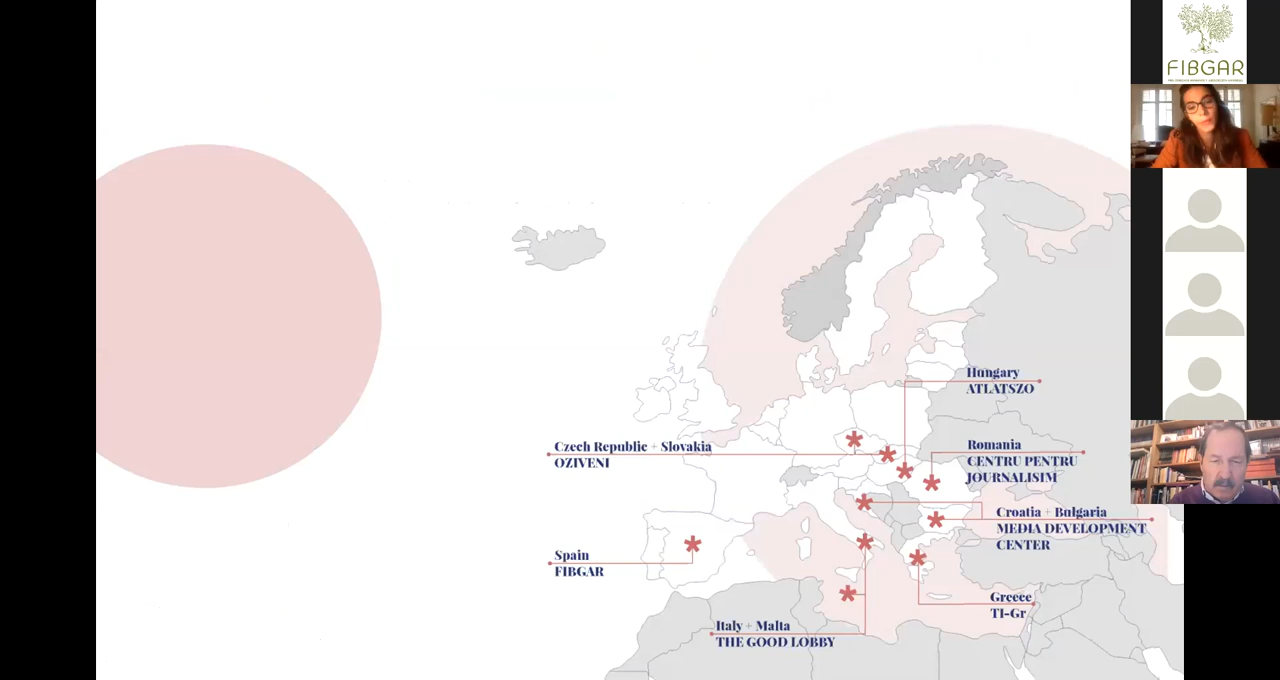 FIBGAR
Hungary
ATLATSZO
Czech Republic + Slovakia
OZIVENI
Romania
CENTRU PENTRU
JOURNALISIM
Croatia + Bulgaria
MEDIA DEVELOPMENT
CENTER
Spain
FIBGAR
Greece
TI-Gr
Italy + Malta
THE GOOD LOBBY